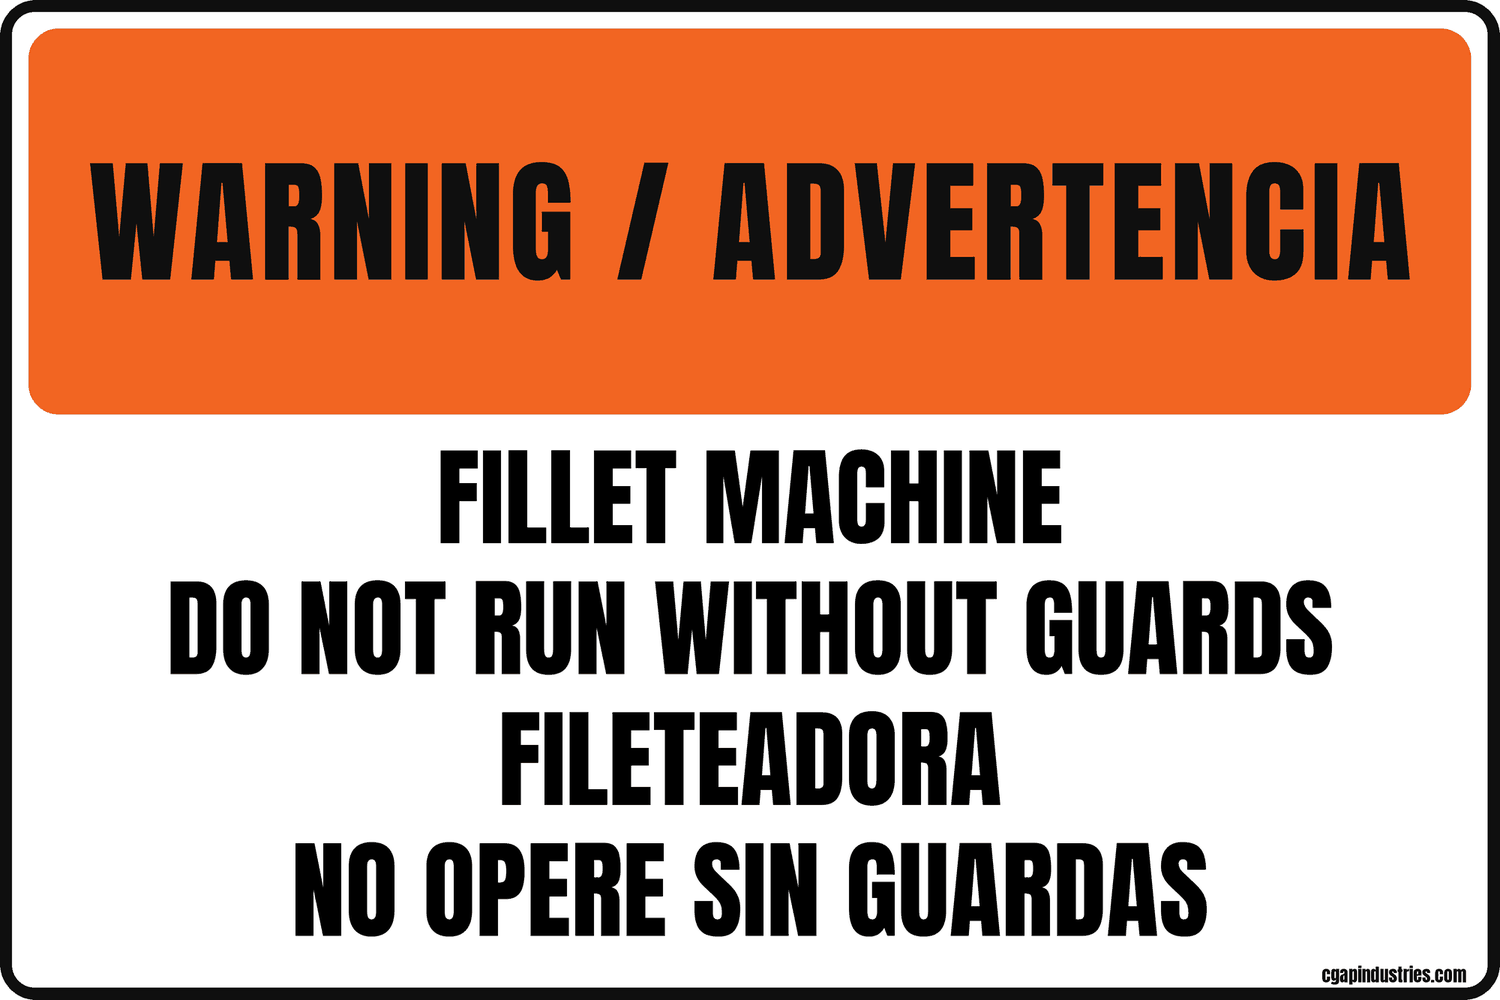 WARNING / ADVERTENCIA
FILLET MACHINE
DO NOT RUN WITHOUT GUARDS
FILETEADORA
NO OPERE SIN GUARDAS
cgapindustries.com